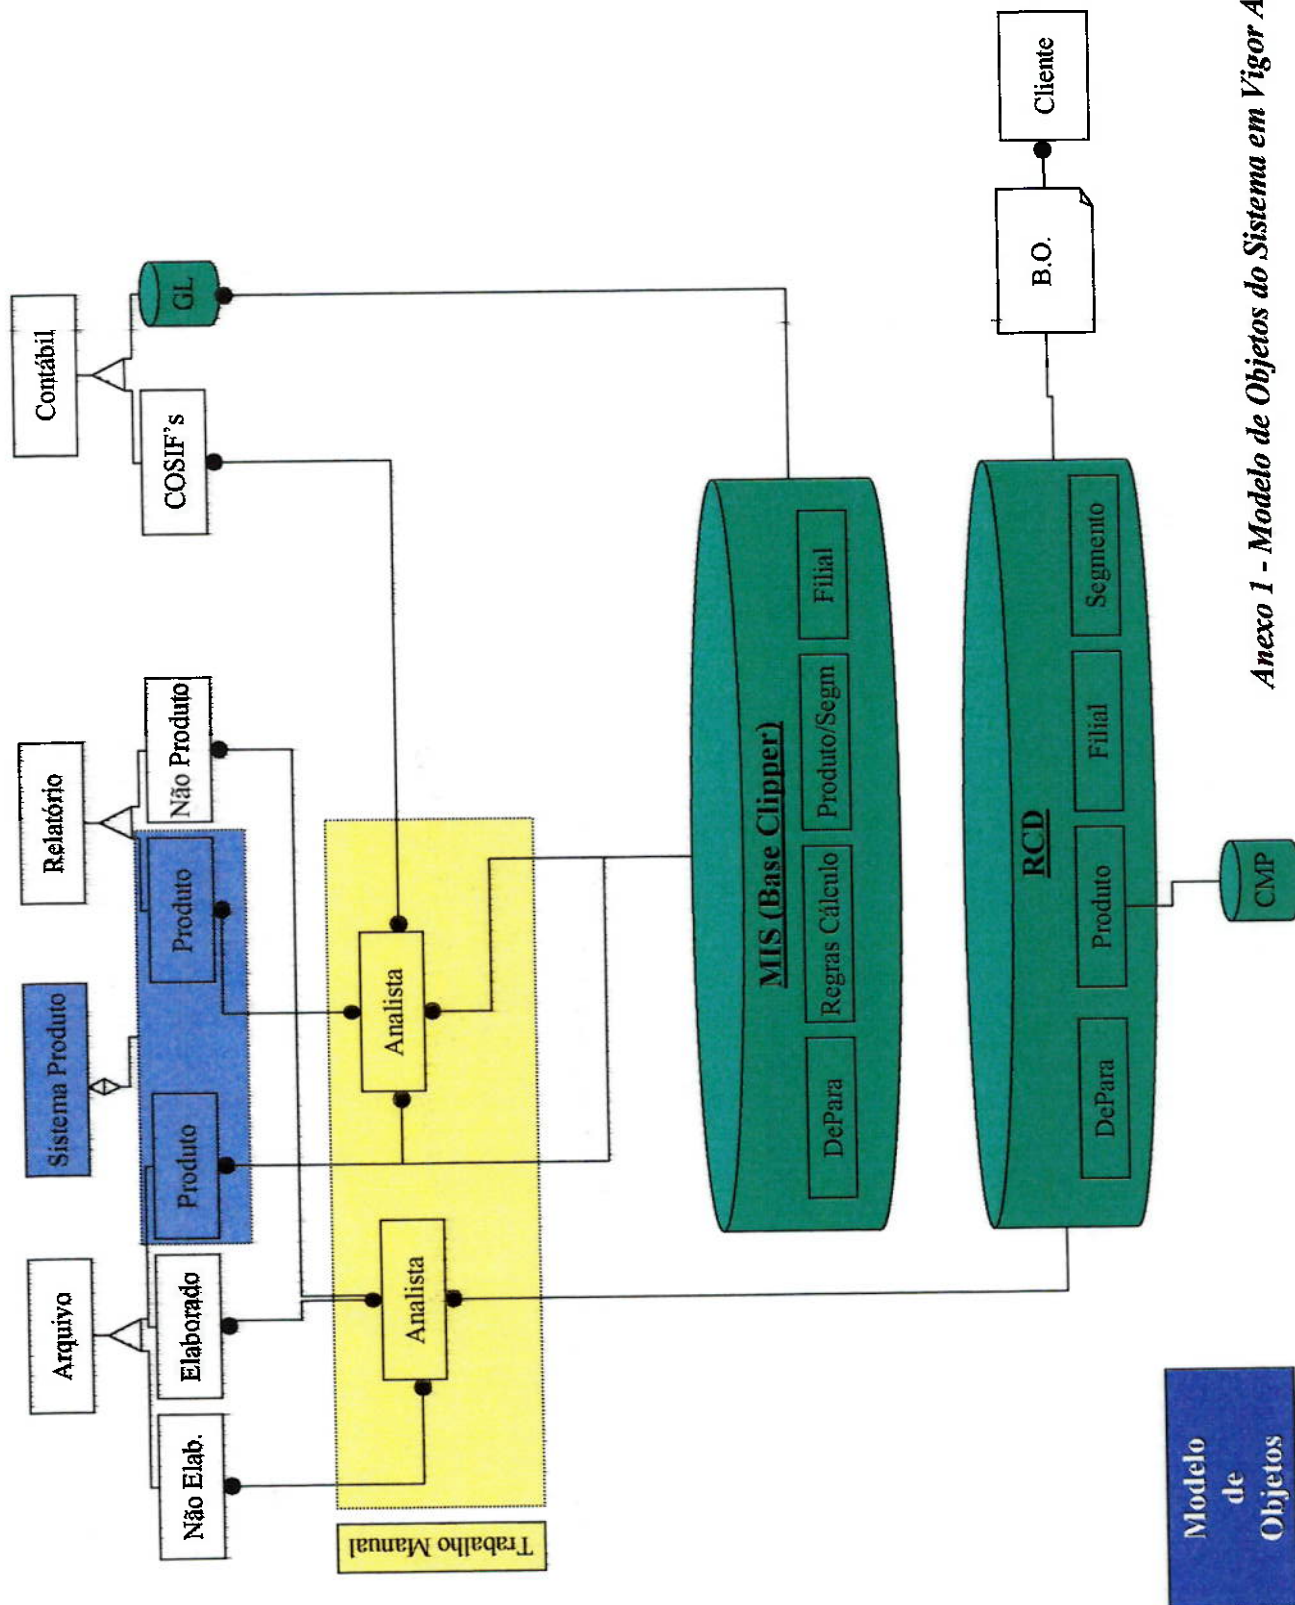 Arquivo
Sistema Produto
Relatório
Contábil
Não Elab.
Elaborado
Produto
Produto
Não Produto
COSIF's
GL
Trabalho Manual
Analista
Analista
MIS (Base Clipper)
DePara
Regras Cálculo
Produto/Segm
Filial
RCD
DePara
Produto
Filial
Segmento
B.O.
Cliente
CMP
Modelo
de
Objetos
Anexo 1 - Modelo de Objetos do Sistema em Vigor A